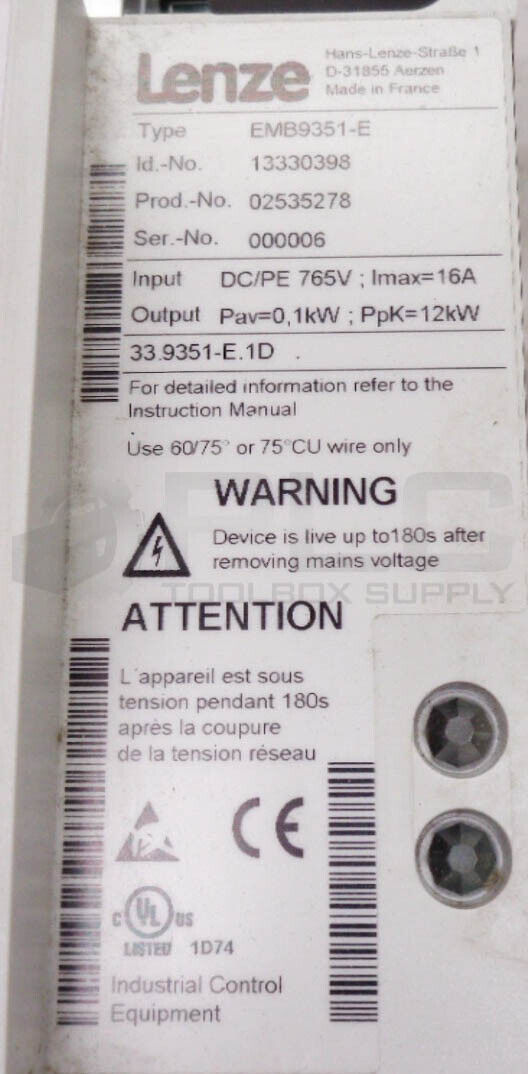 Lenze
Hans-Lenze-Straße 1
D-31855 Aerzen
Made in France
Type EMB9351-E
Id.-No. 13330398
Prod.-No. 02535278
Ser.-No. 000006
Input DC/PE 765V ; Imax=16A
Output Pav=0,1kW ; PpK=12kW
33.9351-E.1D .
For detailed information refer to the
Instruction Manual
Use 60/75° or 75°CU wire only
WARNING
Device is live up to180s after
removing mains voltage
PLC
TOOLBOX SUPPLY
ATTENTION
L´appareil est sous
tension pendant 180s
après la coupure
de la tension réseau
CE
C UL US
LISTED 1D74
Industrial Control
Equipment